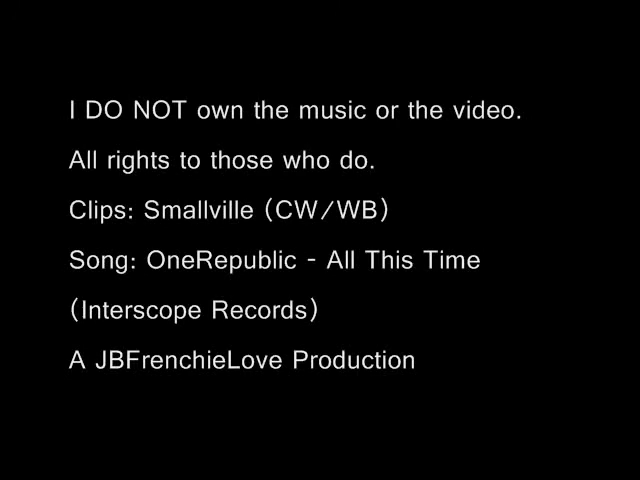 I DO NOT own the music or the video.
All rights to those who do.
Clips: Smallville (CW/WB)
Song: OneRepublic - All This Time
(Interscope Records)
A JBFrenchieLove Production